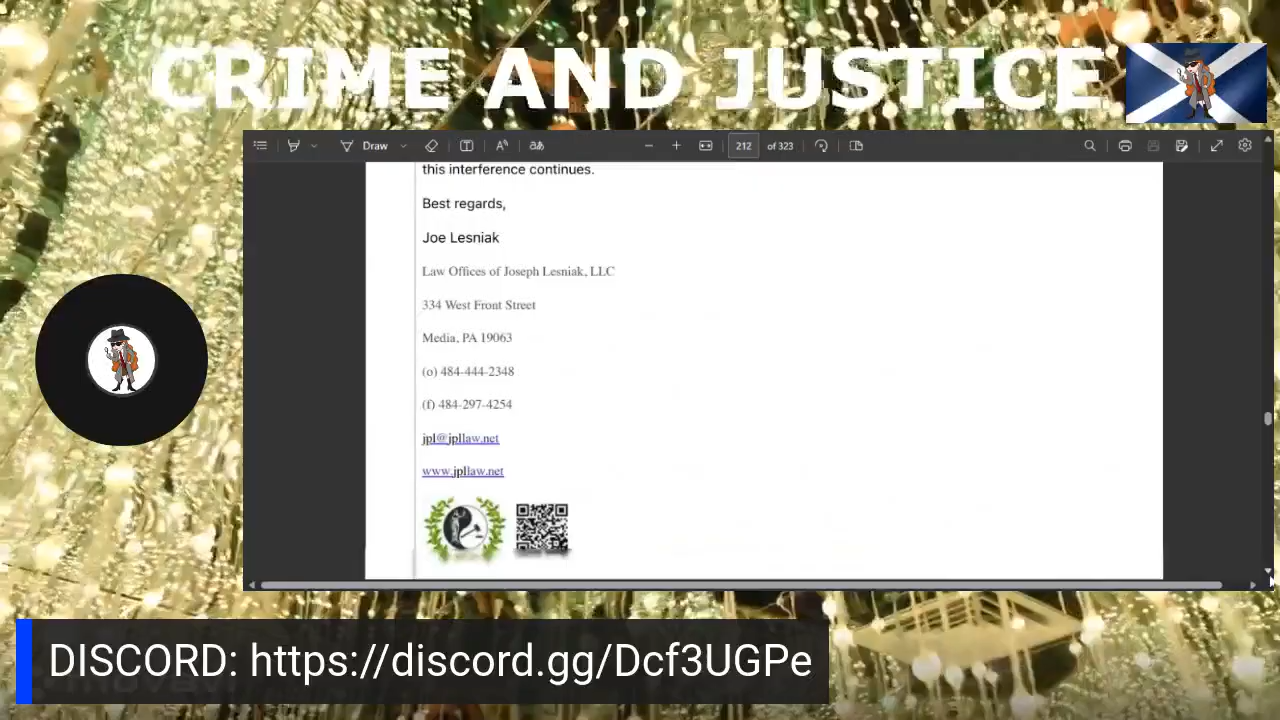 CRIME AND JUSTICE
Draw
212 of 323
this interference continues.
Best regards,
Joe Lesniak
Law Offices of Joseph Lesniak, LLC
334 West Front Street
Media, PA 19063
(o) 484-444-2348
(f) 484-297-4254
jpl@jpllaw.net
www.jpllaw.net
DISCORD: https://discord.gg/Dcf3UGPe